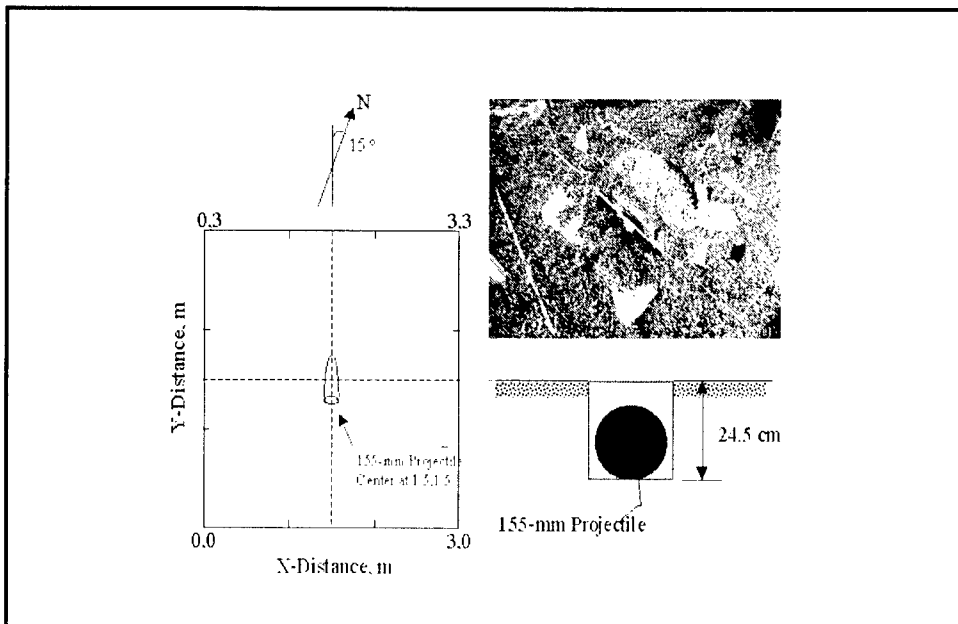 N
15°
0.3
3.3
Y-Distance, m
155-mm Projectile
Center at 1.5,1.5
0.0
3.0
X-Distance, m
24.5 cm
155-mm Projectile